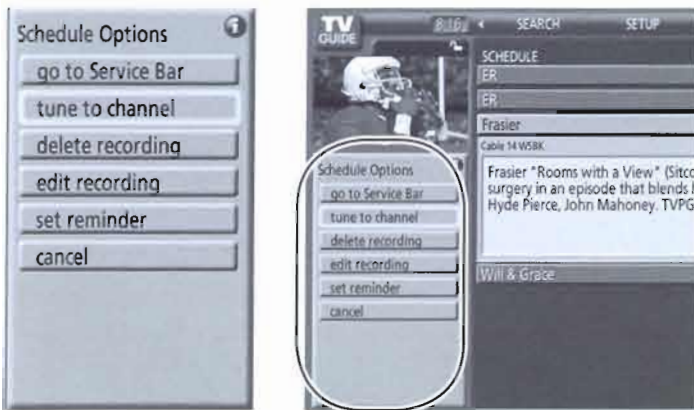 Schedule Options
go to Service Bar
tune to channel
delete recording
edit recording
set reminder
cancel
TV
GUIDE
8:16
SEARCH
SETUP
SCHEDULE
ER
ER
Frasier
Cable 14 WSBK
Frasier "Rooms with a View" (Sitco
surgery in an episode that blends
Hyde Pierce, John Mahoney. TVPG
Will & Grace
Schedule Options
go to Service Bar
tune to channel
delete recording
edit recording
set reminder
cancel